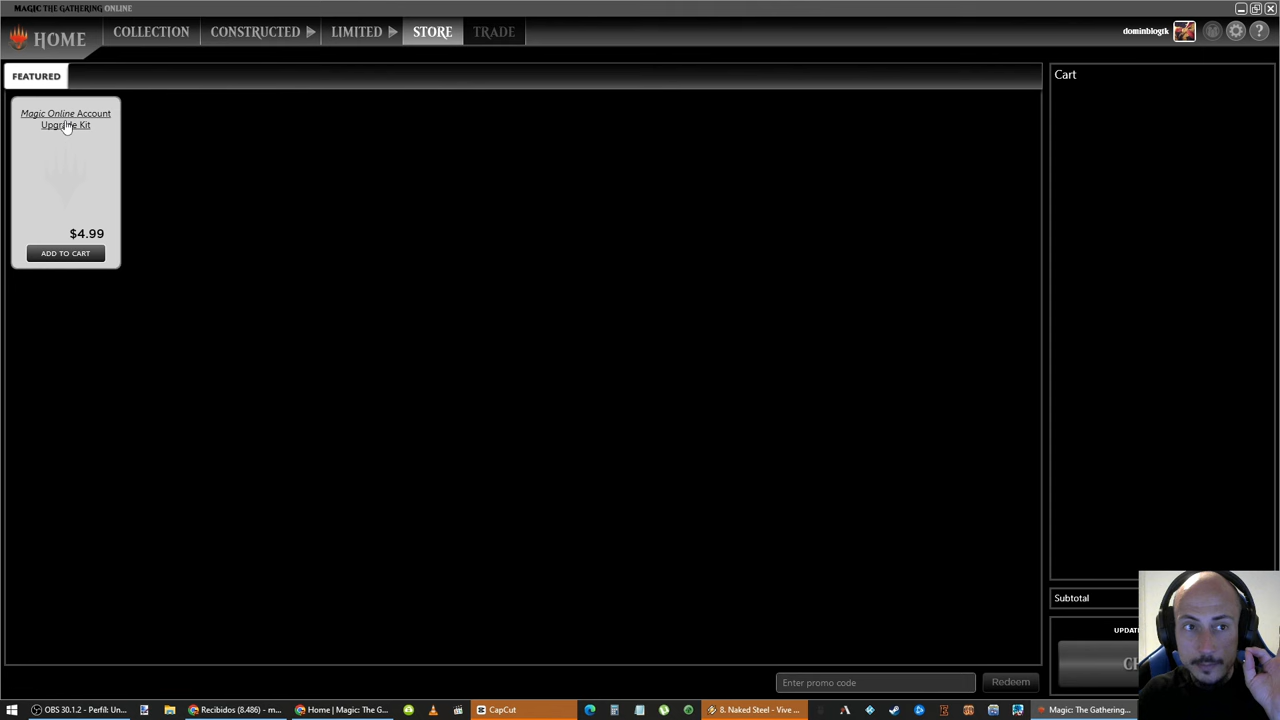 MAGIC THE GATHERING ONLINE
HOME
COLLECTION
CONSTRUCTED
LIMITED
STORE
TRADE
dominblogtk
?
FEATURED
Cart
Magic Online Account
Upgrade Kit
$4.99
ADD TO CART
Subtotal
Enter promo code
Redeem
OBS 30.1.2 - Perfil: Un...
Recibidos (8.486) - m...
Home | Magic: The G...
CapCut
8. Naked Steel - Vive ...
Magic: The Gathering...